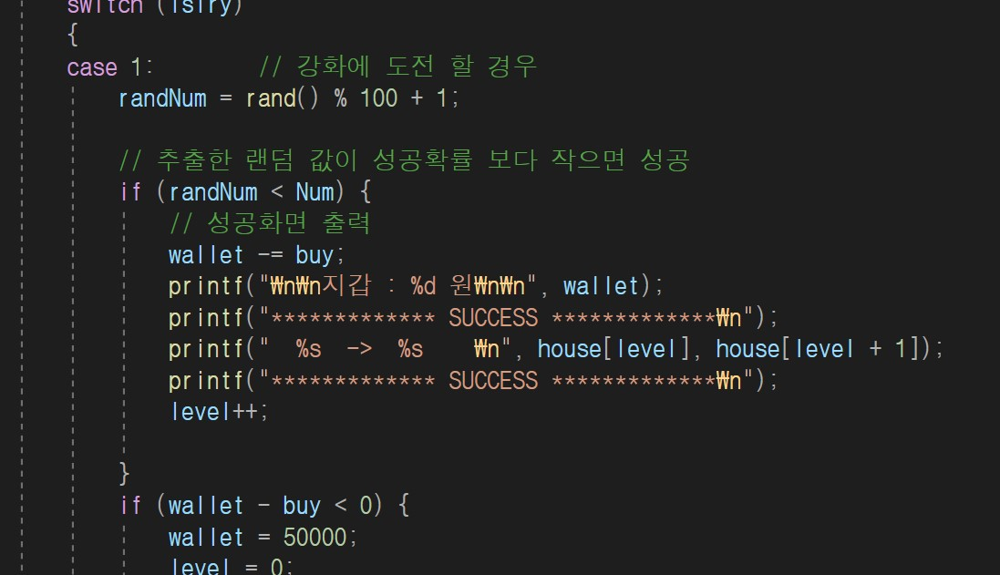 switch (isTry)
{
case 1:        // 강화에 도전 할 경우
randNum = rand() % 100 + 1;
// 추출한 랜덤 값이 성공확률 보다 작으면 성공
if (randNum < Num) {
// 성공화면 출력
wallet -= buy;
printf("₩n₩n지갑 : %d 원₩n₩n", wallet);
printf("************* SUCCESS *************₩n");
printf("  %s  ->  %s    ₩n", house[level], house[level + 1]);
printf("************* SUCCESS *************₩n");
level++;
}
if (wallet - buy < 0) {
wallet = 50000;
level = 0;